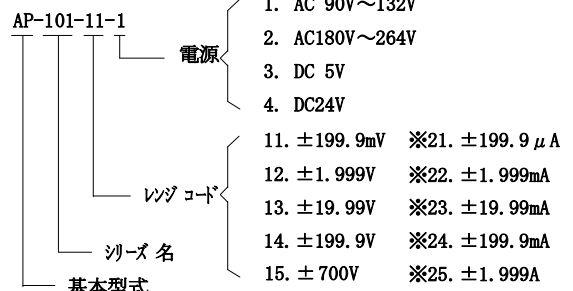 1. AC 90V～132V
AP-101-11-1
2. AC180V～264V
電源
3. DC 5V
4. DC24V
11. ±199.9mV ※21. ±199.9μA
12. ±1.999V ※22. ±1.999mA
レンジ コード
13. ±19.99V ※23. ±19.99mA
14. ±199.9V ※24. ±199.9mA
シリーズ 名
15. ±700V ※25. ±1.999A
基本型式